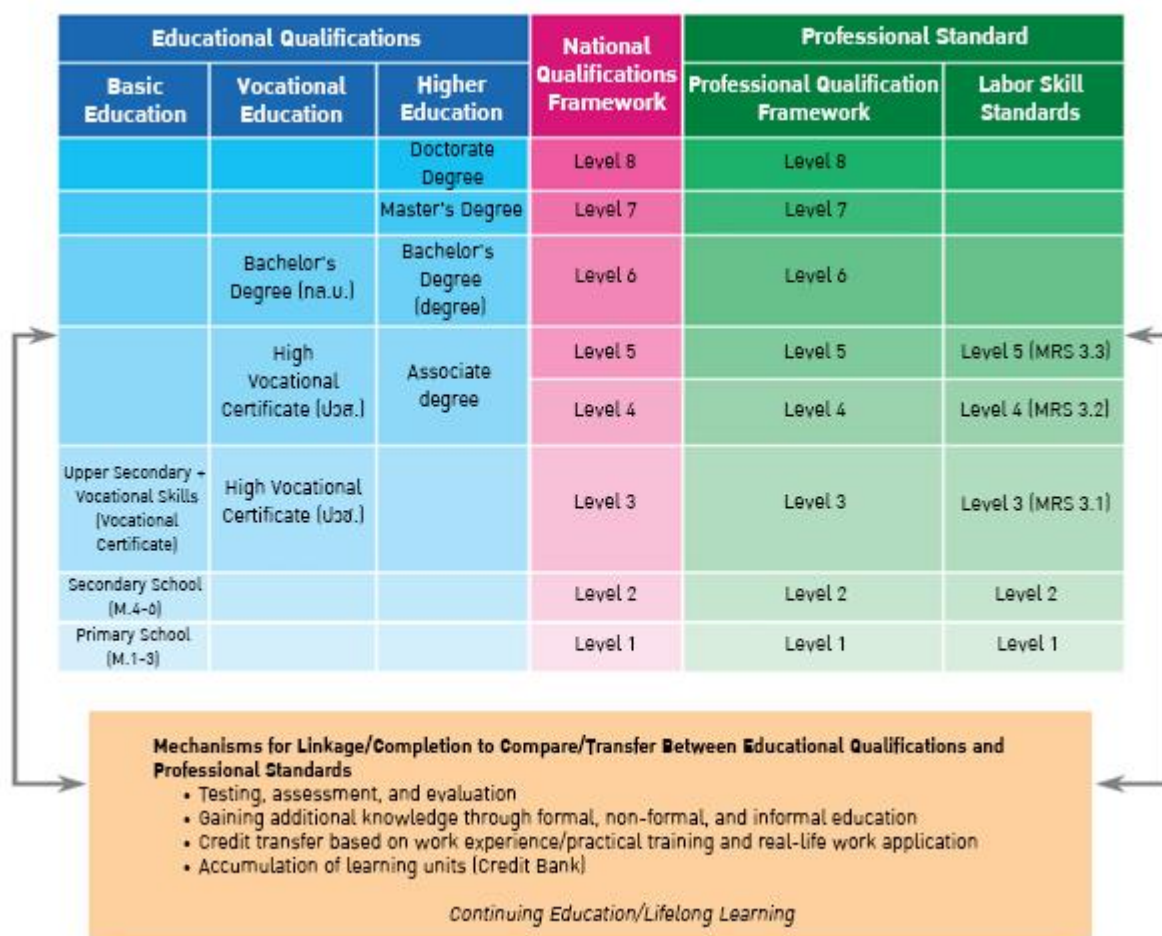 Educational Qualifications
National
Qualifications
Framework
Professional Standard
Basic
Education
Vocational
Education
Higher
Education
Professional Qualification
Framework
Labor Skill
Standards
Doctorate
Degree
Level 8
Level 8
Master's Degree
Level 7
Level 7
Bachelor's
Degree (ทล.บ.)
Bachelor's
Degree
(degree)
Level 6
Level 6
High
Vocational
Certificate (ปวส.)
Associate
degree
Level 5
Level 5
Level 5 (MRS 3.3)
Level 4
Level 4
Level 4 (MRS 3.2)
Upper Secondary +
Vocational Skills
(Vocational
Certificate)
High Vocational
Certificate (ปวช.)
Level 3
Level 3
Level 3 (MRS 3.1)
Secondary School
(M.4-6)
Level 2
Level 2
Level 2
Primary School
(M.1-3)
Level 1
Level 1
Level 1
Mechanisms for Linkage/Completion to Compare/Transfer Between Educational Qualifications and
Professional Standards
• Testing, assessment, and evaluation
• Gaining additional knowledge through formal, non-formal, and informal education
• Credit transfer based on work experience/practical training and real-life work application
• Accumulation of learning units (Credit Bank)
Continuing Education/Lifelong Learning